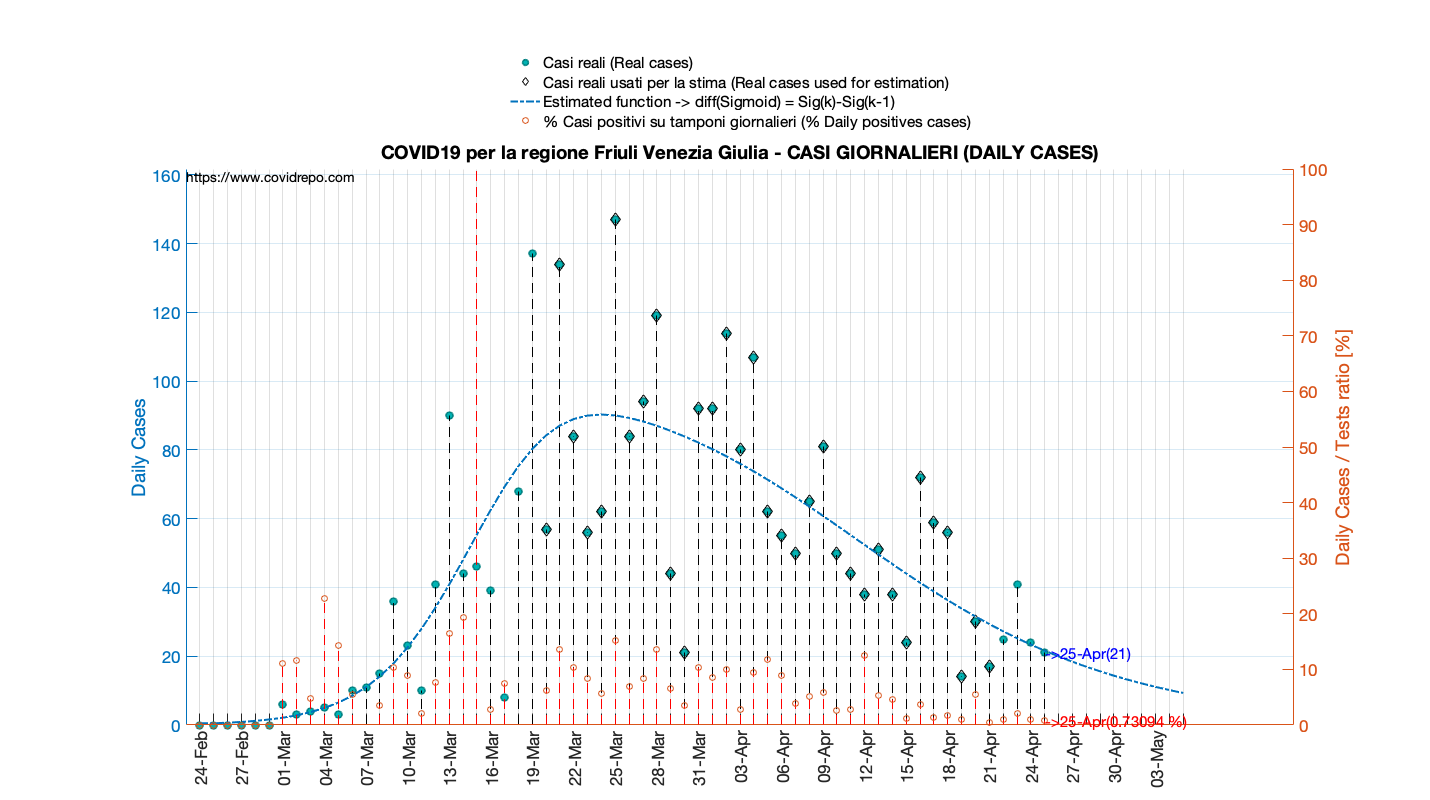 Casi reali (Real cases)
Casi reali usati per la stima (Real cases used for estimation)
Estimated function -> diff(Sigmoid) = Sig(k)-Sig(k-1)
% Casi positivi su tamponi giornalieri (% Daily positives cases)
COVID19 per la regione Friuli Venezia Giulia - CASI GIORNALIERI (DAILY CASES)
https://www.covidrepo.com
Daily Cases
160
140
120
100
80
60
40
20
0
100
90
80
70
60
50
40
30
20
10
0
Daily Cases / Tests ratio [%]
->25-Apr(21)
->25-Apr(0.73094 %)
24-Feb
27-Feb
01-Mar
04-Mar
07-Mar
10-Mar
13-Mar
16-Mar
19-Mar
22-Mar
25-Mar
28-Mar
31-Mar
03-Apr
06-Apr
09-Apr
12-Apr
15-Apr
18-Apr
21-Apr
24-Apr
27-Apr
30-Apr
03-May